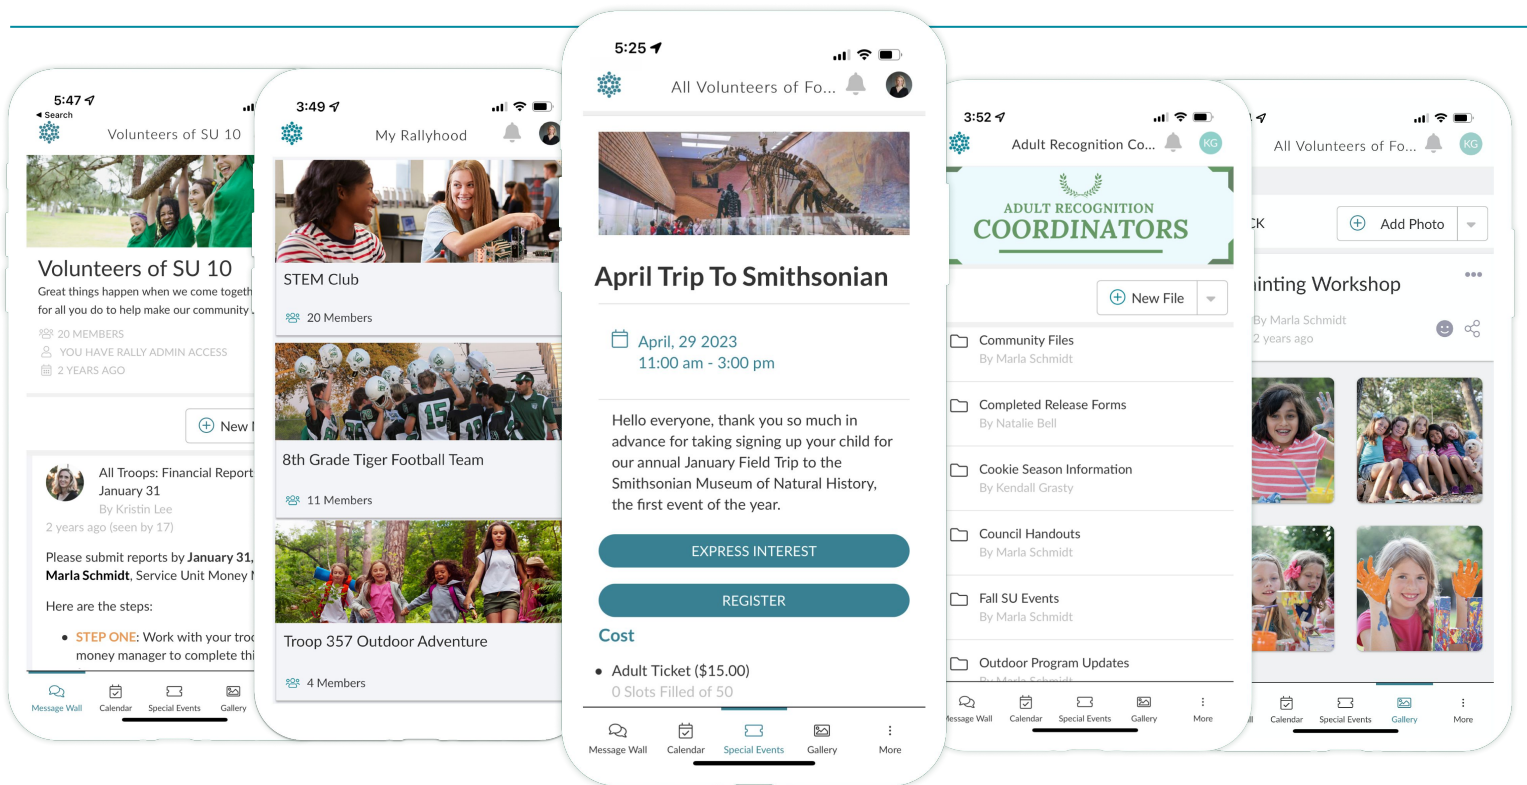 5:47
◀ Search
Volunteers of SU 10
Volunteers of SU 10
Great things happen when we come togeth
for all you do to help make our community
20 MEMBERS
YOU HAVE RALLY ADMIN ACCESS
2 YEARS AGO
New
All Troops: Financial Report
January 31
By Kristin Lee
2 years ago (seen by 17)
Please submit reports by January 31,
Marla Schmidt, Service Unit Money
Here are the steps:
• STEP ONE: Work with your troo
money manager to complete thi
Message Wall
Calendar
Special Events
Gallery
3:49
My Rallyhood
STEM Club
20 Members
15
8th Grade Tiger Football Team
11 Members
Troop 357 Outdoor Adventure
4 Members
5:25
All Volunteers of Fo...
April Trip To Smithsonian
April, 29 2023
11:00 am - 3:00 pm
Hello everyone, thank you so much in
advance for taking signing up your child for
our annual January Field Trip to the
Smithsonian Museum of Natural History,
the first event of the year.
EXPRESS INTEREST
REGISTER
Cost
• Adult Ticket ($15.00)
0 Slots Filled of 50
Message Wall
Calendar
Special Events
Gallery
More
3:52
Adult Recognition Co...
KG
ADULT RECOGNITION
COORDINATORS
New File
Community Files
By Marla Schmidt
Completed Release Forms
By Natalie Bell
Cookie Season Information
By Kendall Grasty
Council Handouts
By Marla Schmidt
Fall SU Events
By Marla Schmidt
Outdoor Program Updates
By Marla Schmidt
essage Wall
Calendar
Special Events
Gallery
More
All Volunteers of Fo...
KG
CK
Add Photo
inting Workshop
By Marla Schmidt
2 years ago
all
Calendar
Special Events
Gallery
More